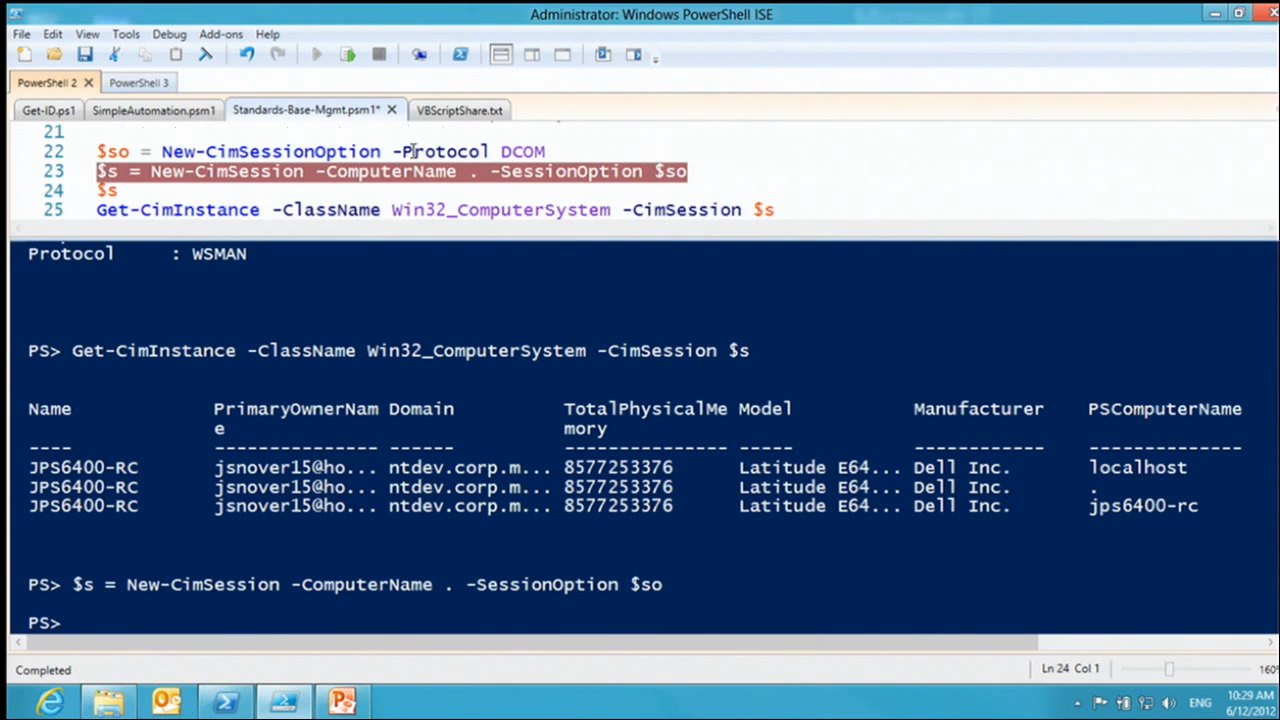 Administrator: Windows PowerShell ISE
File Edit View Tools Debug Add-ons Help
PowerShell 2 PowerShell 3
Get-ID.ps1 SimpleAutomation.psm1 Standards-Base-Mgmt.psm1* VBScriptShare.txt
21
22 $so = New-CimSessionOption -Protocol DCOM
23 $s = New-CimSession -ComputerName . -SessionOption $so
24 $s
25 Get-CimInstance -ClassName Win32_ComputerSystem -CimSession $s
Protocol : WSMAN
PS> Get-CimInstance -ClassName Win32_ComputerSystem -CimSession $s
Name PrimaryOwnerNam Domain TotalPhysicalMe Model Manufacturer PSComputerName
e mory
---- --------------- ------ --------------- ----- ------------ --------------
JPS6400-RC jsnover15@ho... ntdev.corp.m... 8577253376 Latitude E64... Dell Inc. localhost
JPS6400-RC jsnover15@ho... ntdev.corp.m... 8577253376 Latitude E64... Dell Inc. .
JPS6400-RC jsnover15@ho... ntdev.corp.m... 8577253376 Latitude E64... Dell Inc. jps6400-rc
PS> $s = New-CimSession -ComputerName . -SessionOption $so
PS>
Completed Ln 24 Col 1 160%
ENG 10:29 AM
6/12/2012